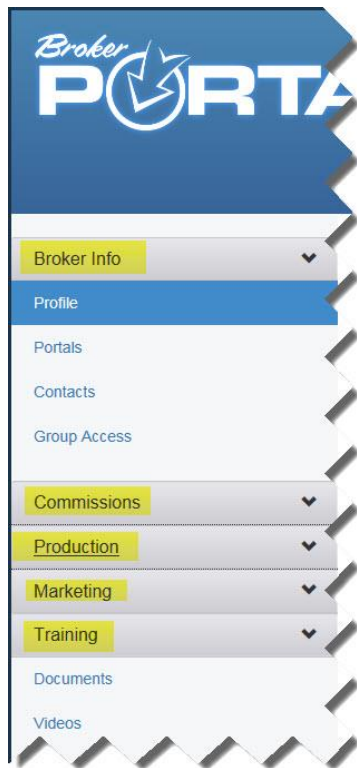 Broker
PORTA
Broker Info
Profile
Portals
Contacts
Group Access
Commissions
Production
Marketing
Training
Documents
Videos